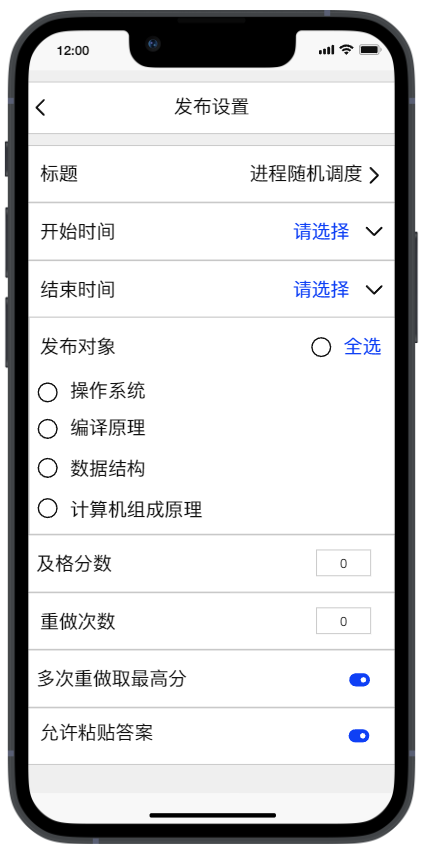 12:00
发布设置
标题 进程随机调度
开始时间 请选择
结束时间 请选择
发布对象 全选
操作系统
编译原理
数据结构
计算机组成原理
及格分数 0
重做次数 0
多次重做取最高分
允许粘贴答案